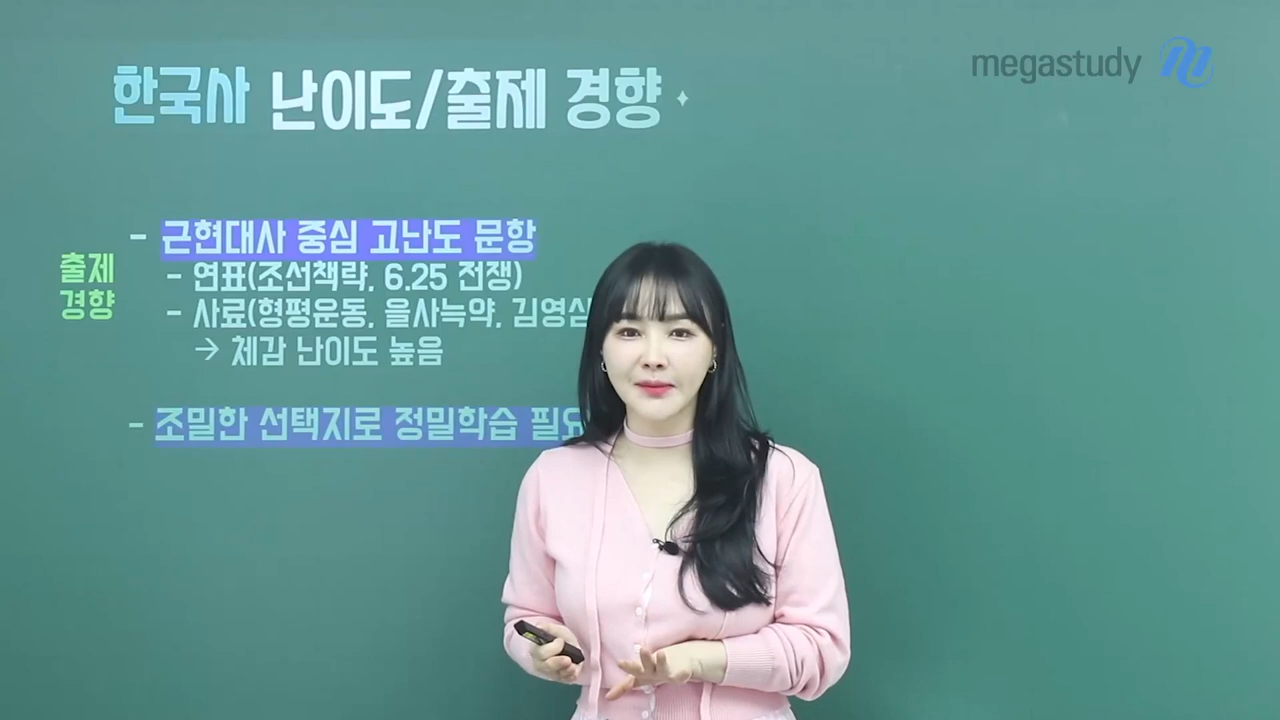 megastudy
한국사 난이도/출제 경향
출제
경향
- 근현대사 중심 고난도 문항
- 연표(조선책략, 6.25 전쟁)
- 사료(형평운동, 을사늑약, 김영삼
→ 체감 난이도 높음
- 조밀한 선택지로 정밀학습 필요